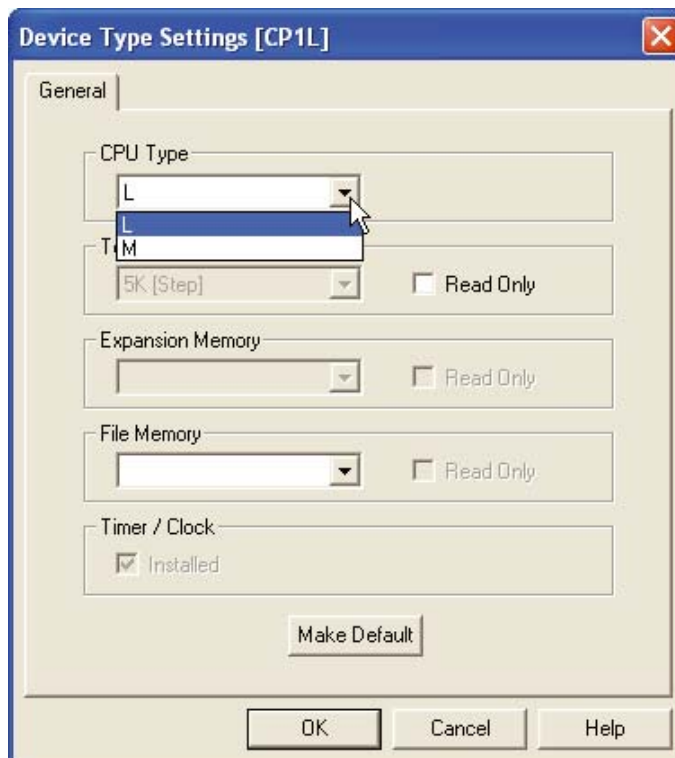 Device Type Settings [CP1L]
General
CPU Type
L
L
M
5K [Step]
Read Only
Expansion Memory
Read Only
File Memory
Read Only
Timer / Clock
Installed
Make Default
OK
Cancel
Help